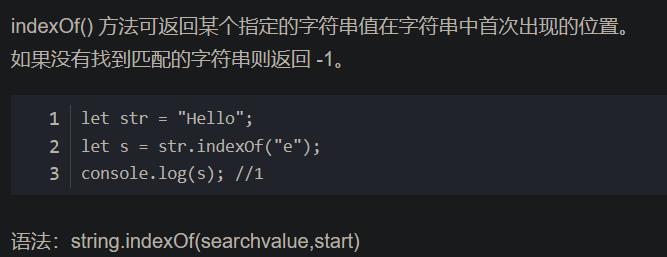 indexOf() 方法可返回某个指定的字符串值在字符串中首次出现的位置。
如果没有找到匹配的字符串则返回 -1。
1 let str = "Hello";
2 let s = str.indexOf("e");
3 console.log(s); //1
语法：string.indexOf(searchvalue,start)